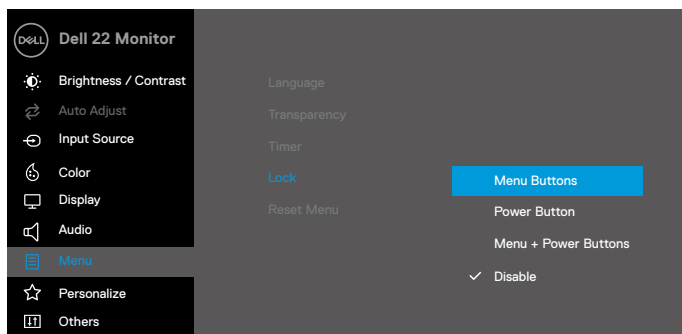 DELL Dell 22 Monitor
Brightness / Contrast
Auto Adjust
Input Source
Color
Display
Audio
Menu
Personalize
Others
Language
Transparency
Timer
Lock
Reset Menu
Menu Buttons
Power Button
Menu + Power Buttons
Disable